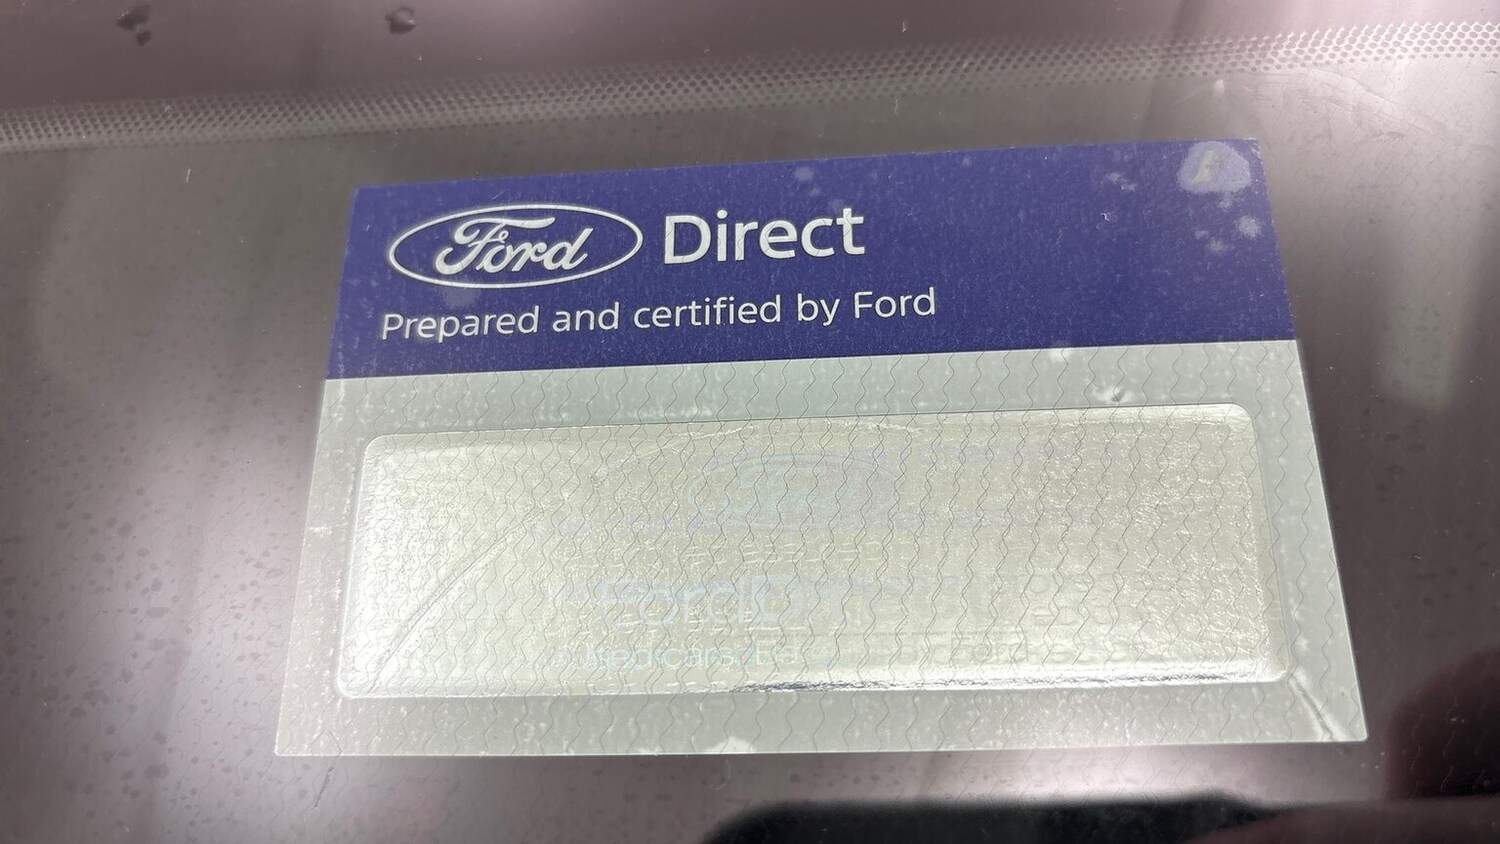 Ford Direct
Prepared and certified by Ford